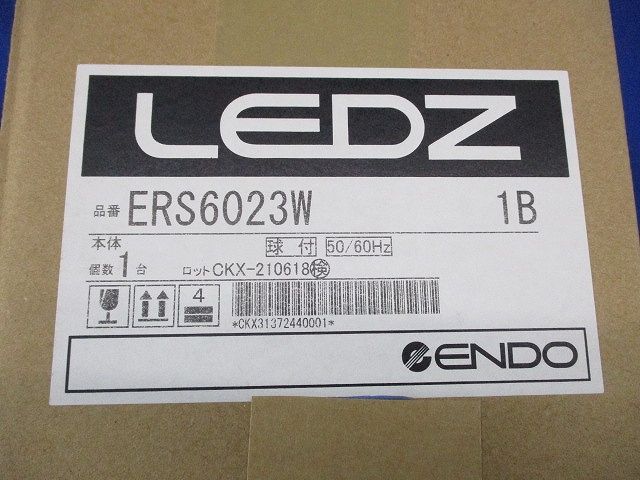 LEDZ
品番 ERS6023W 1B
本体 球付 50/60Hz
個数 1台 ロット CKX-210618 検
4
*CKX31372440001*
ENDO